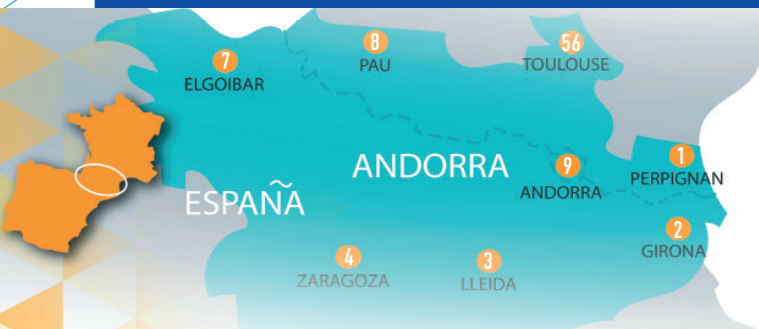 7
ELGOIBAR
8
PAU
56
TOULOUSE
ANDORRA
9
ANDORRA
1
PERPIGNAN
ESPAÑA
2
GIRONA
4
ZARAGOZA
3
LLEIDA